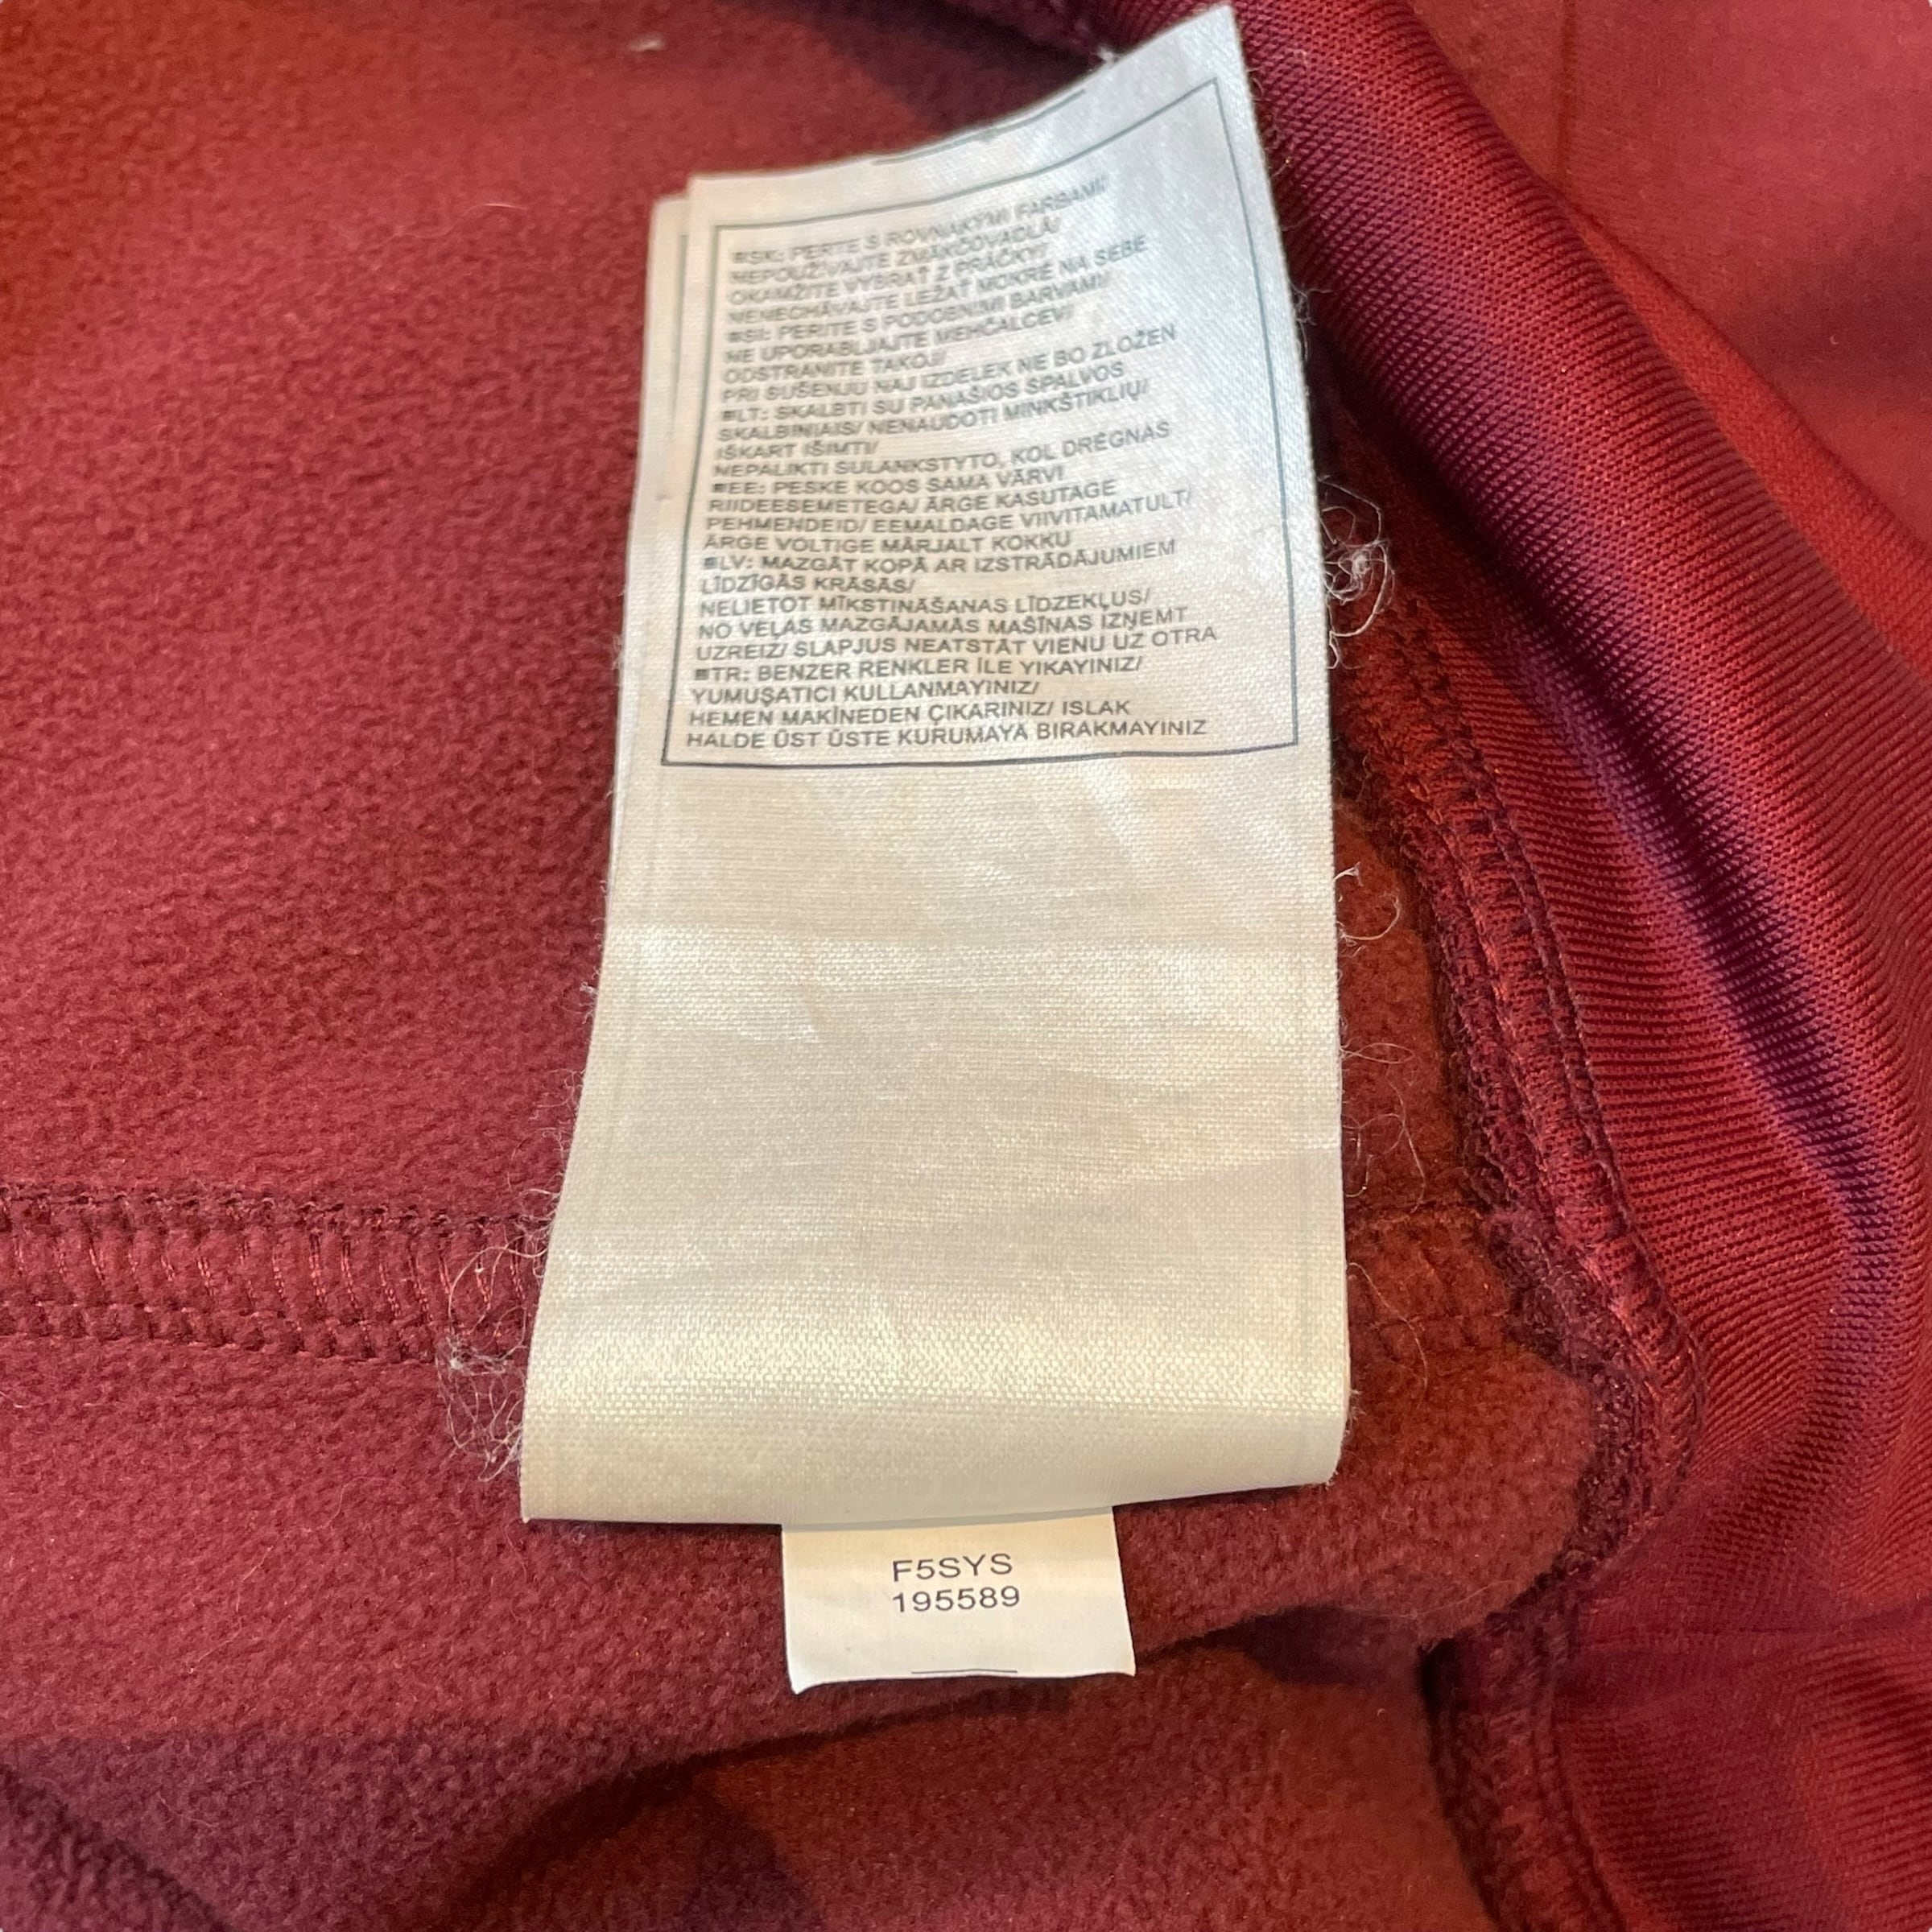 ■SK: PERTE S ROVNAKÝMI FARBAMI/
NEPOUŽÍVAJTE ZMÄKČOVADLÁ/
OKAMŽITE VYBRAŤ Z PRÁČKY/
NENECHÁVAJTE LEŽAŤ MOKRÉ NA SEBE
■SI: PERITE S PODOBNIMI BARVAMI/
NE UPORABLJAJTE MEHČALCEV/
ODSTRANITE TAKOJ/
PRI SUŠENJU NAJ IZDELEK NE BO ZLOŽEN
■LT: SKALBTI SU PANAŠIOS SPALVOS
SKALBINIAIS/ NENAUDOTI MINKŠTIKLIŲ/
IŠKART IŠIMTI/
NEPALIKTI SULANKSTYTO, KOL DRĖGNAS
■EE: PESKE KOOS SAMA VÄRVI
RIIDEESEMETEGA/ ÄRGE KASUTAGE
PEHMENDEID/ EEMALDAGE VIIVITAMATULT/
ÄRGE VOLTIGE MÄRJALT KOKKU
■LV: MAZGĀT KOPĀ AR IZSTRĀDĀJUMIEM
LĪDZĪGĀS KRĀSĀS/
NELIETOT MĪKSTINĀŠANAS LĪDZEKĻUS/
NO VEĻAS MAZGĀJAMĀS MAŠĪNAS IZŅEMT
UZREIZ/ SLAPJUS NEATSTĀT VIENU UZ OTRA
■TR: BENZER RENKLER İLE YIKAYINIZ/
YUMUŞATICI KULLANMAYINIZ/
HEMEN MAKİNEDEN ÇIKARINIZ/ ISLAK
HALDE ÜST ÜSTE KURUMAYA BIRAKMAYINIZ
F5SYS
195589